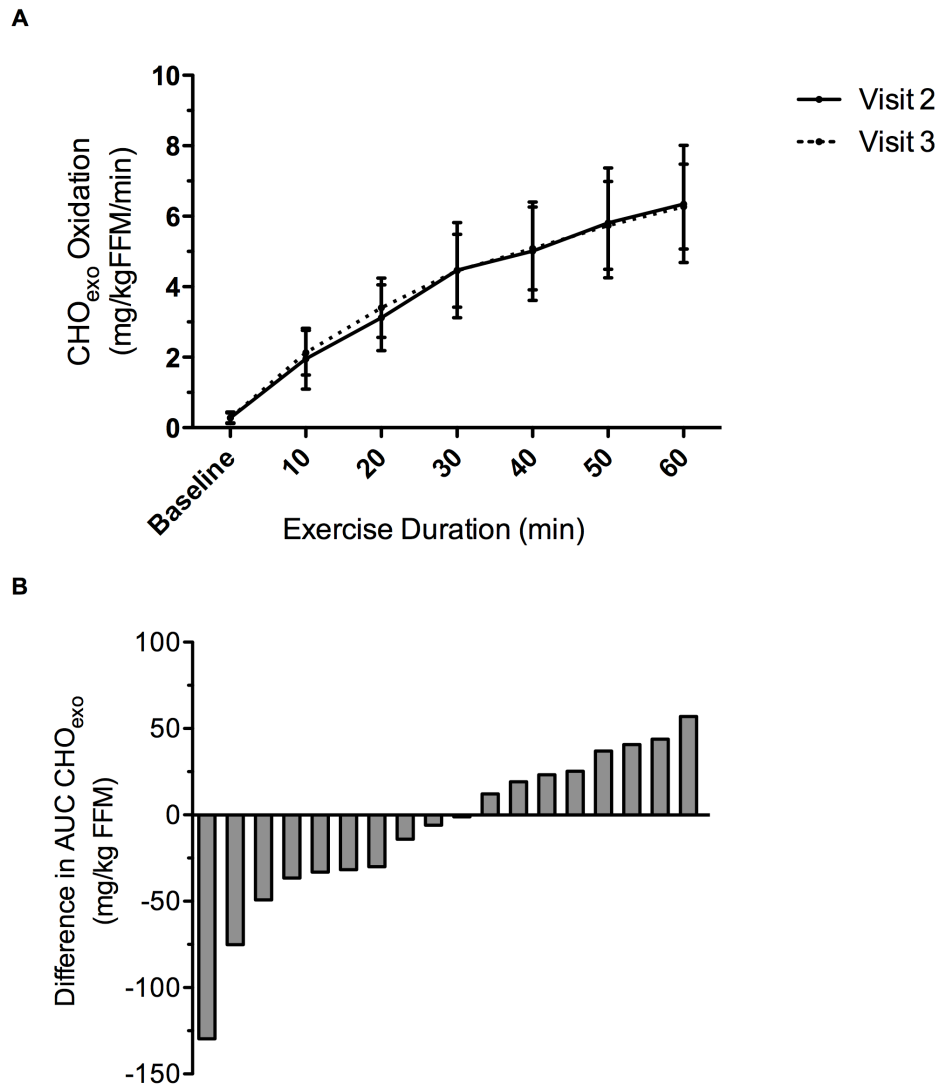 A
10
8
6
4
2
0
CHOexo Oxidation
(mg/kgFFM/min)
Baseline
10
20
30
40
50
60
Exercise Duration (min)
Visit 2
Visit 3
B
100
50
0
-50
-100
-150
Difference in AUC CHOexo
(mg/kg FFM)